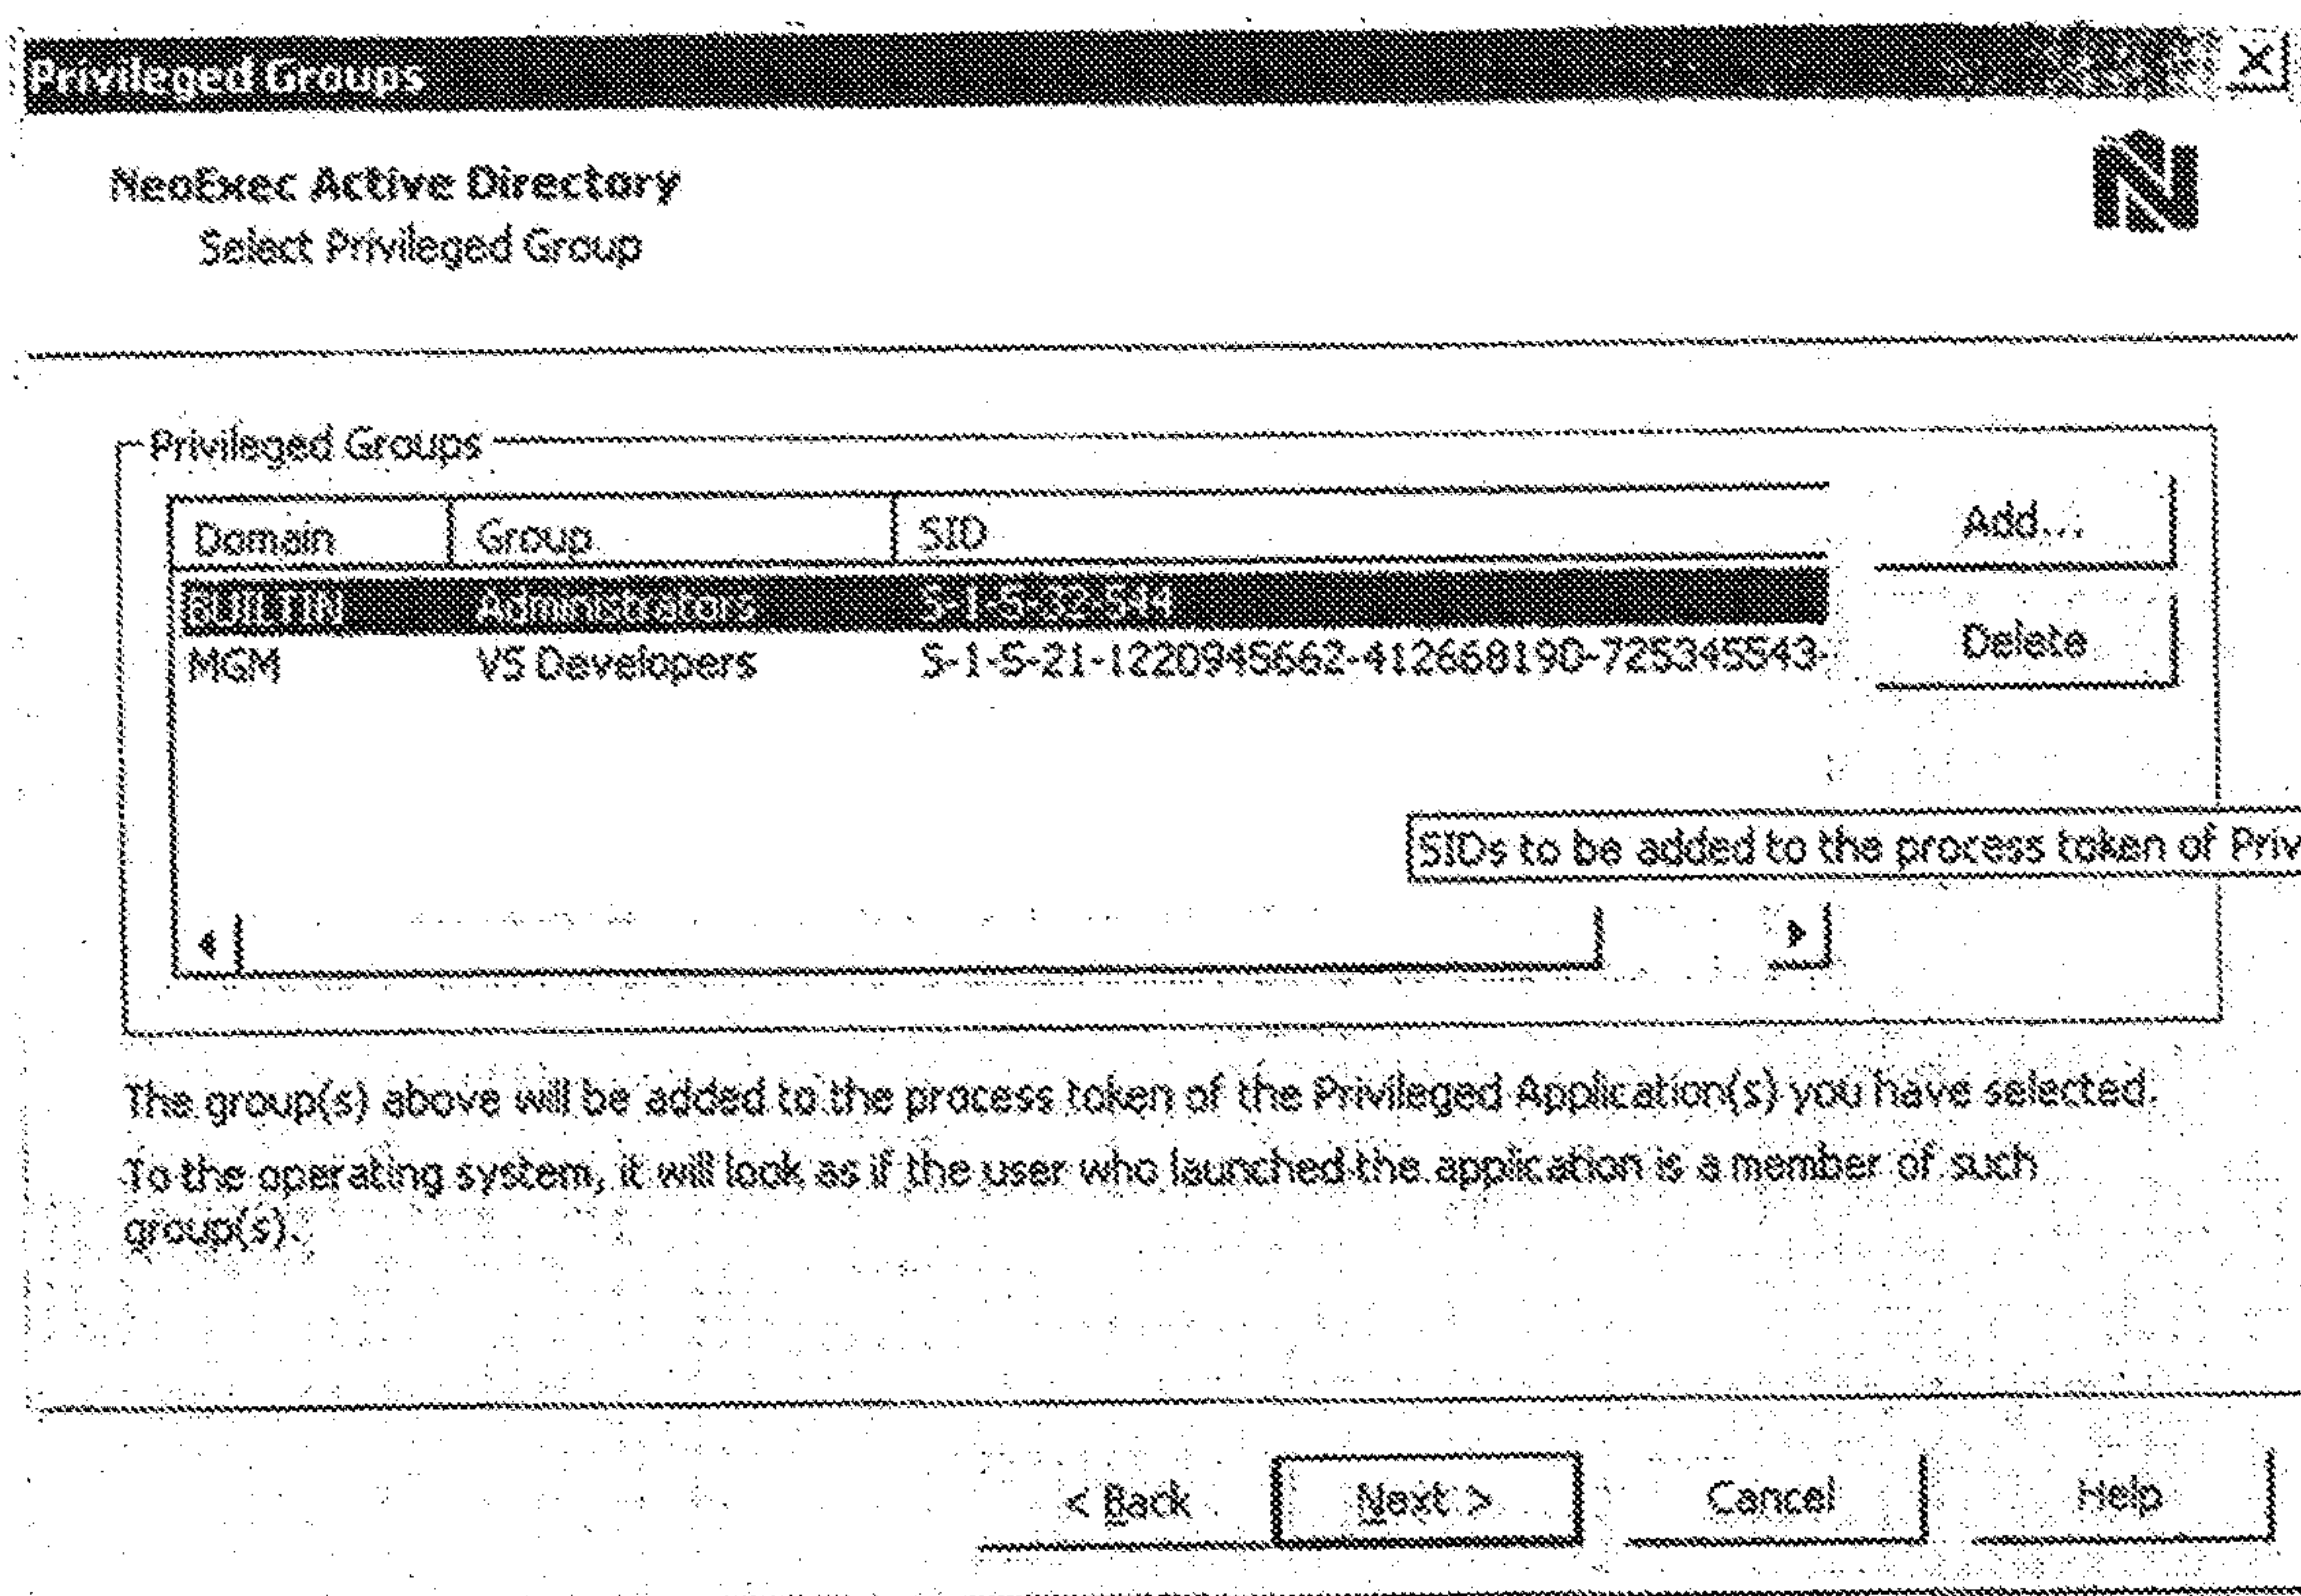 Privileged Groups
NeoExec Active Directory
Select Privileged Group
Privileged Groups
Domain Group SID
BUILTIN Administrators S-1-5-32-544
MGM VS Developers S-1-5-21-1220945662-412668190-725345543-
Add...
Delete
SIDs to be added to the process token of Priv
The group(s) above will be added to the process token of the Privileged Application(s) you have selected.
To the operating system, it will look as if the user who launched the application is a member of such
group(s).
< Back Next > Cancel Help